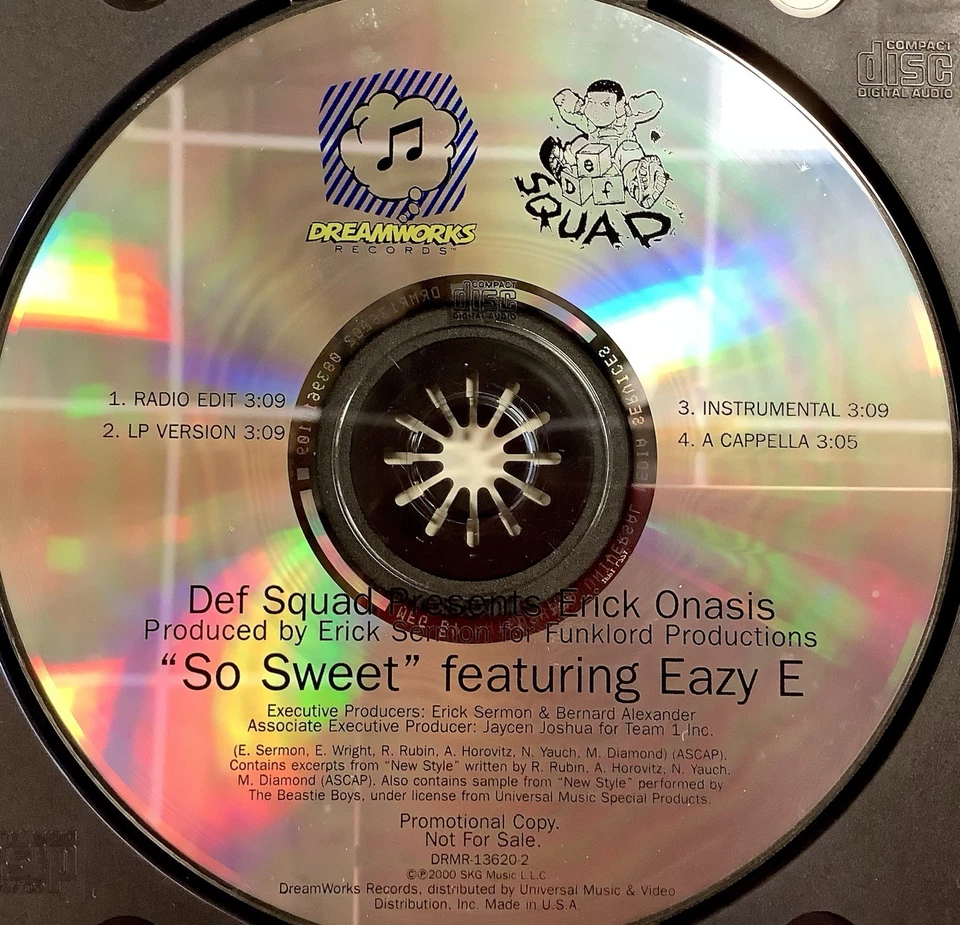 COMPACT
disc
DIGITAL AUDIO
DREAMWORKS
RECORDS
Def
SQUAD
COMPACT
disc
DIGITAL AUDIO
1. RADIO EDIT 3:09
2. LP VERSION 3:09
3. INSTRUMENTAL 3:09
4. A CAPPELLA 3:05
Def Squad Presents Erick Onasis
Produced by Erick Sermon for Funklord Productions
“So Sweet” featuring Eazy E
Executive Producers: Erick Sermon & Bernard Alexander
Associate Executive Producer: Jaycen Joshua for Team 1 Inc.
(E. Sermon, E. Wright, R. Rubin, A. Horovitz, N. Yauch, M. Diamond) (ASCAP).
Contains excerpts from “New Style” written by R. Rubin, A. Horovitz, N. Yauch,
M. Diamond (ASCAP). Also contains sample from “New Style” performed by
The Beastie Boys, under license from Universal Music Special Products.
Promotional Copy.
Not For Sale.
DRMR-13620-2
©℗2000 SKG Music L.L.C
DreamWorks Records, distributed by Universal Music & Video
Distribution, Inc. Made in U.S.A